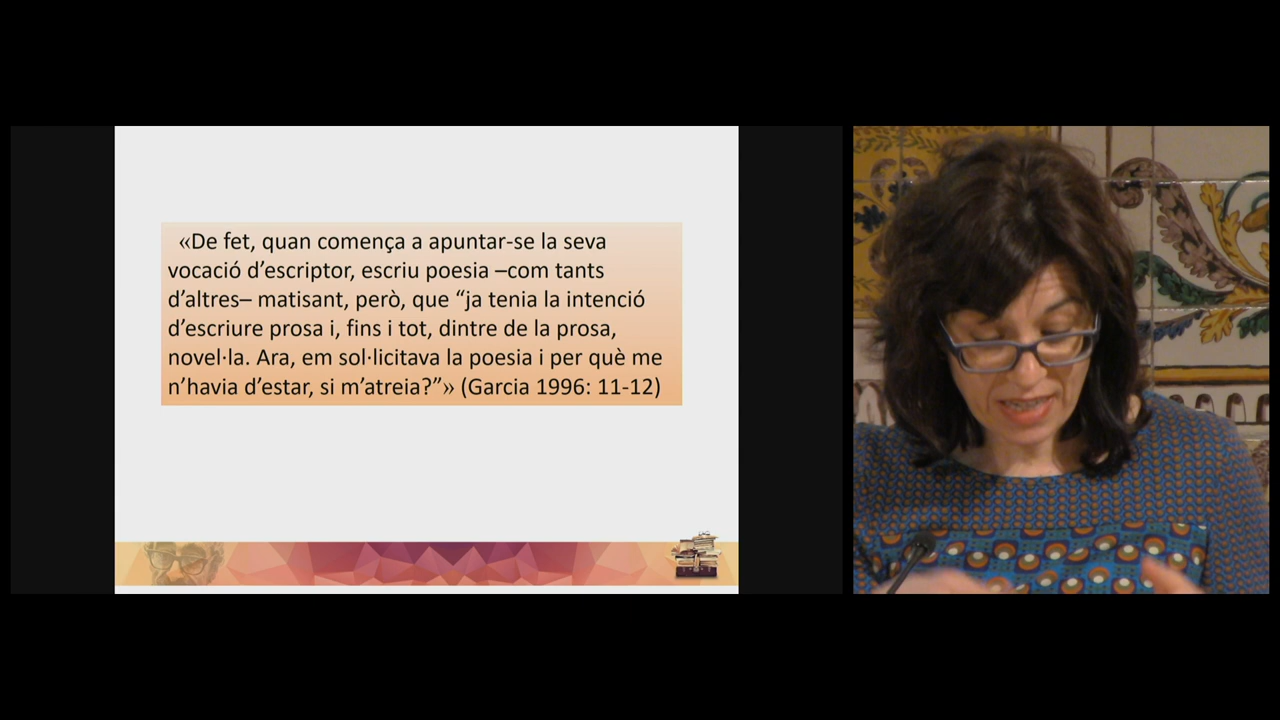 «De fet, quan comença a apuntar-se la seva
vocació d’escriptor, escriu poesia –com tants
d’altres– matisant, però, que “ja tenia la intenció
d’escriure prosa i, fins i tot, dintre de la prosa,
novel·la. Ara, em sol·licitava la poesia i per què me
n’havia d’estar, si m’atreia?”» (Garcia 1996: 11-12)